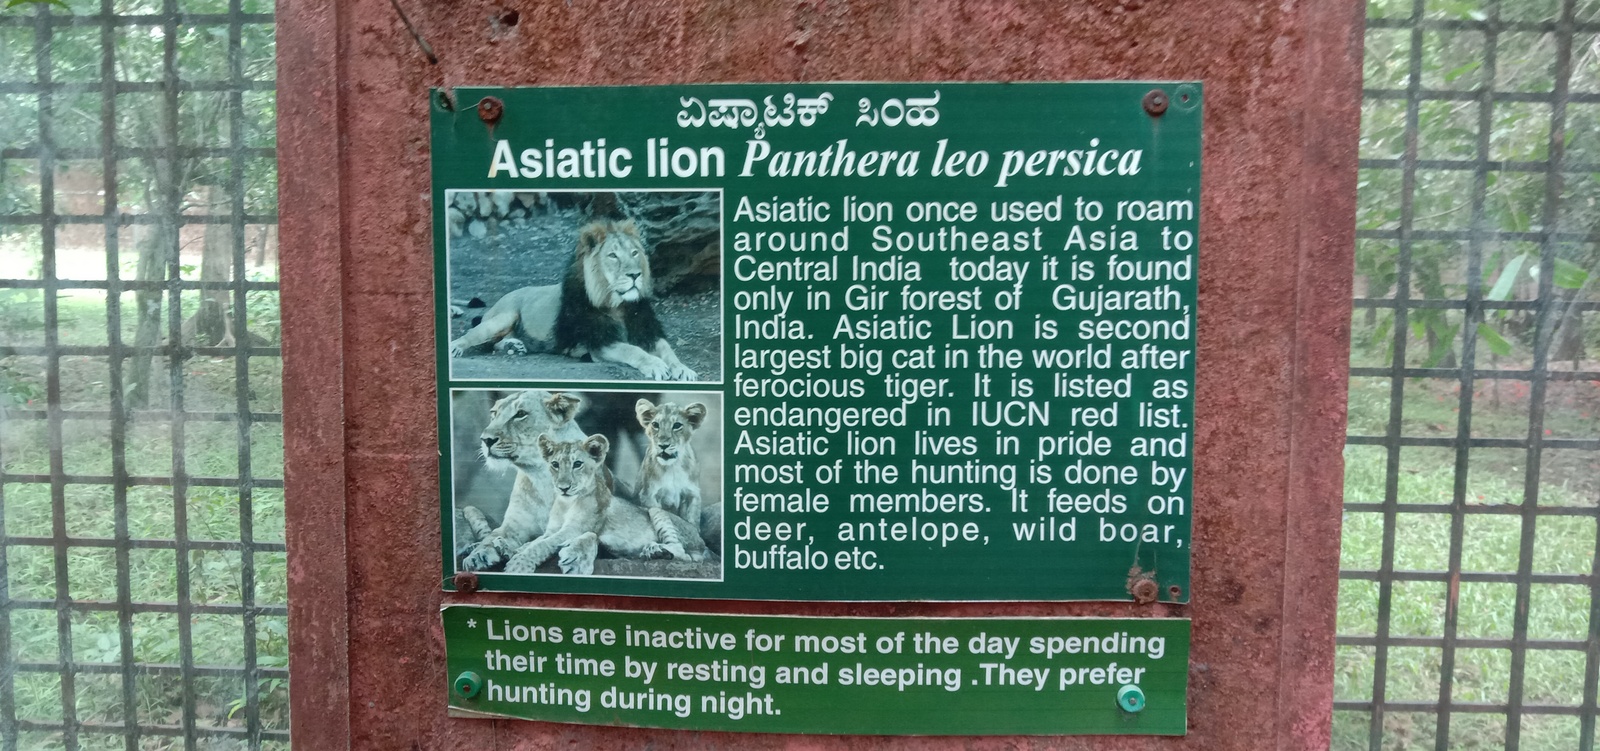 ಏಷ್ಯಾಟಿಕ್ ಸಿಂಹ
Asiatic lion Panthera leo persica
Asiatic lion once used to roam
around Southeast Asia to
Central India today it is found
only in Gir forest of Gujarath,
India. Asiatic Lion is second
largest big cat in the world after
ferocious tiger. It is listed as
endangered in IUCN red list.
Asiatic lion lives in pride and
most of the hunting is done by
female members. It feeds on
deer, antelope, wild boar,
buffalo etc.
* Lions are inactive for most of the day spending
their time by resting and sleeping .They prefer
hunting during night.